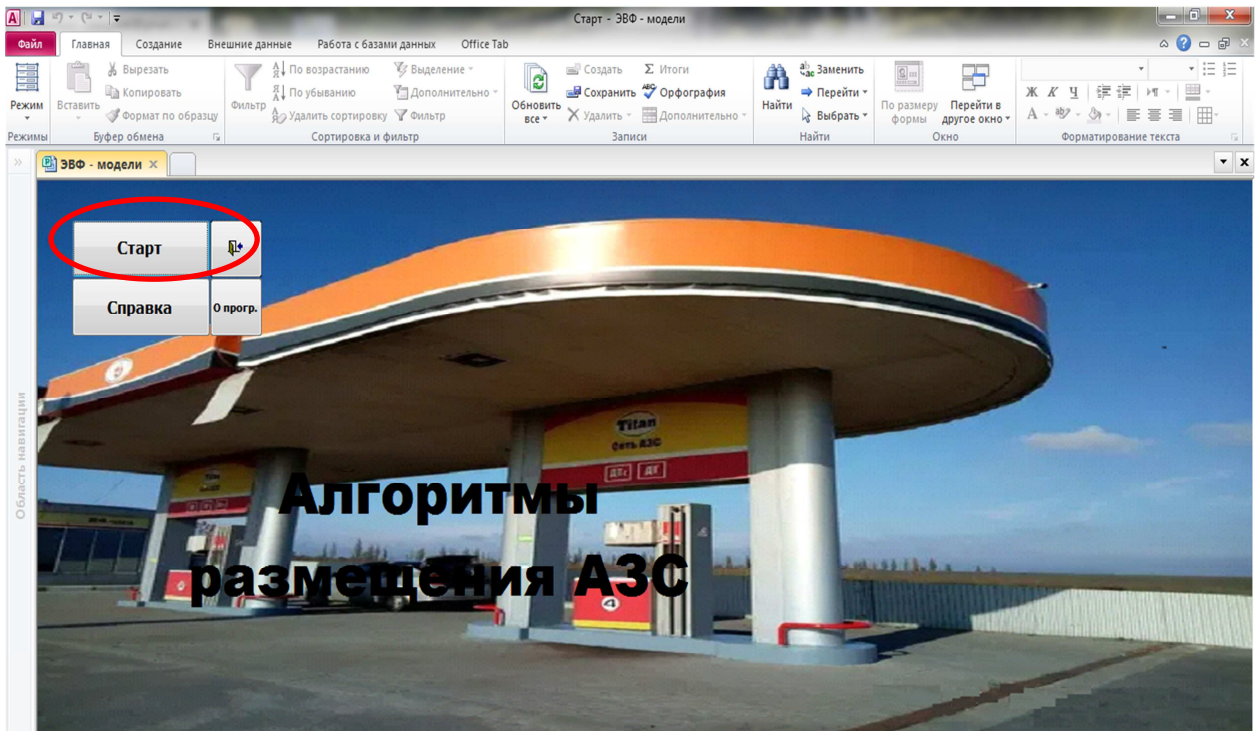 Старт - ЭВФ - модели
Файл Главная Создание Внешние данные Работа с базами данных Office Tab
Режим
Режимы
Вставить
Вырезать
Копировать
Формат по образцу
Буфер обмена
Фильтр
По возрастанию
По убыванию
Удалить сортировку
Выделение
Дополнительно
Фильтр
Сортировка и фильтр
Обновить
все
Создать
Сохранить
Удалить
Итоги
Орфография
Дополнительно
Записи
Найти
Заменить
Перейти
Выбрать
Найти
По размеру
формы
Перейти в
другое окно
Окно
Ж К Ч
Форматирование текста
ЭВФ - модели
Область навигации
Старт
Справка
О прогр.
Titan
Сеть АЗС
Алгоритмы
размещения АЗС
4